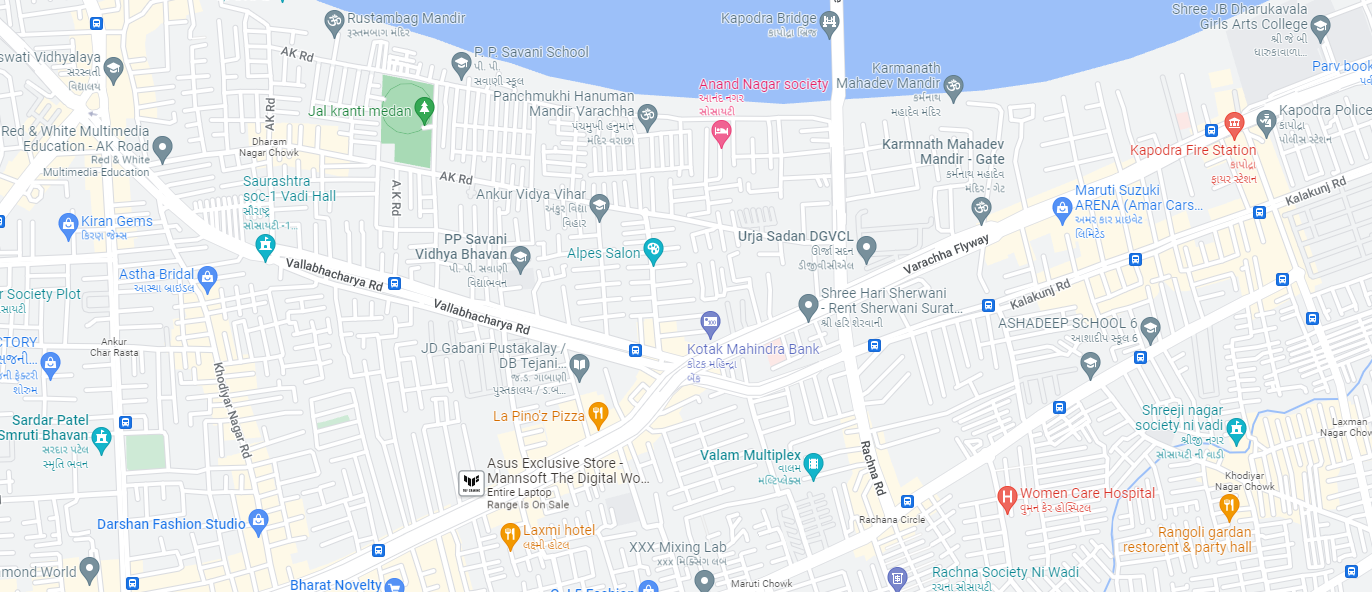 Rustambag Mandir
રુસ્તમબાગ મંદિર
Kapodra Bridge
કાપોદ્રા બ્રિજ
Shree JB Dharukavala
Girls Arts College
શ્રી જે બી
ધારુકાવાળા...
AK Rd
P. P. Savani School
પી. પી.
સવાણી સ્કૂલ
swati Vidhyalaya
સરસ્વતી
વિદ્યાલય
Parv book
Anand Nagar society
આનંદ નગર
સોસાયટી
Karmanath
Mahadev Mandir
કર્મનાથ
મહાદેવ મંદિર
Panchmukhi Hanuman
Mandir Varachha
પંચમુખી હનુમાન
મંદિર વરાછા
Jal kranti medan
AK Rd
Kapodra Police
કાપોદ્રા
પોલીસ સ્ટેશન
Red & White Multimedia
Education - AK Road
Red & White
Multimedia Education
Dharam
Nagar Chowk
Karmnath Mahadev
Mandir - Gate
કર્મનાથ મહાદેવ
મંદિર - ગેટ
Kapodra Fire Station
કાપોદ્રા
ફાયર સ્ટેશન
Saurashtra
soc-1 Vadi Hall
સૌરાષ્ટ્ર
સોસાયટી -1...
AK Rd
A.K Rd
Ankur Vidya Vihar
અંકુર વિદ્યા
વિહાર
Maruti Suzuki
ARENA (Amar Cars...
અમર કાર પ્રાઇવેટ
લિમિટેડ
Kalakunj Rd
Kiran Gems
કિરણ જેમ્સ
PP Savani
Vidhya Bhavan
પી. પી. સવાણી
વિદ્યાભવન
Alpes Salon
Urja Sadan DGVCL
ઊર્જા સદન
ડીજીવીસીએલ
Varachha Flyway
Astha Bridal
આસ્થા બ્રાઇડલ
Vallabhacharya Rd
Vallabhacharya Rd
r Society Plot
સાયટી
Shree Hari Sherwani
- Rent Sherwani Surat...
શ્રી હરિ શેરવાની
Kalakunj Rd
ASHADEEP SCHOOL 6
આશાદીપ સ્કૂલ 6
Ankur
Char Rasta
CTORY
JD Gabani Pustakalay /
DB Tejani...
જ.ડ. ગાબાણી
પુસ્તકાલય / ડ.બ...
Kotak Mahindra Bank
કોટક મહિન્દ્રા
બેંક
Khodiyar Nagar Rd
La Pino'z Pizza
Sardar Patel
Smruti Bhavan
સરદાર પટેલ
સ્મૃતિ ભવન
Shreeji nagar
society ni vadi
શ્રીજી નગર
સોસાયટી ની વાડી
Laxman
Nagar Chow
Asus Exclusive Store -
Mannsoft The Digital Wo...
Entire Laptop
Range Is On Sale
Valam Multiplex
વાલમ
મલ્ટિપ્લેક્સ
Rachna Rd
Khodiyar
Nagar Chowk
Women Care Hospital
વુમન કેર હોસ્પિટલ
Darshan Fashion Studio
Laxmi hotel
લક્ષ્મી હોટલ
Rachana Circle
Rangoli gardan
restorent & party hall
XXX Mixing Lab
xxx મિક્સિંગ લબ
amond World
Bharat Novelty
Maruti Chowk
Rachna Society Ni Wadi
રચના સોસાયટી